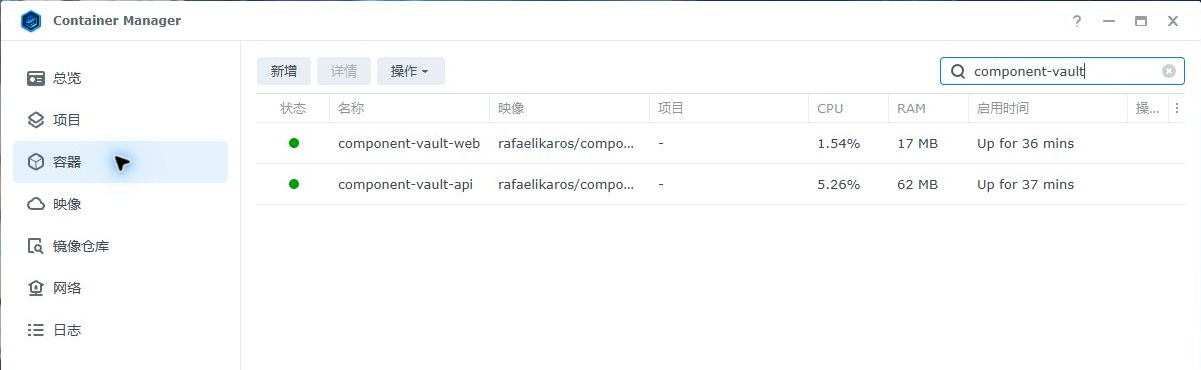 Container Manager
?
总览
项目
容器
映像
镜像仓库
网络
日志
新增 详情 操作
component-vault
状态 名称 映像 项目 CPU RAM 启用时间 操...
component-vault-web rafaelikaros/compo... - 1.54% 17 MB Up for 36 mins
component-vault-api rafaelikaros/compo... - 5.26% 62 MB Up for 37 mins